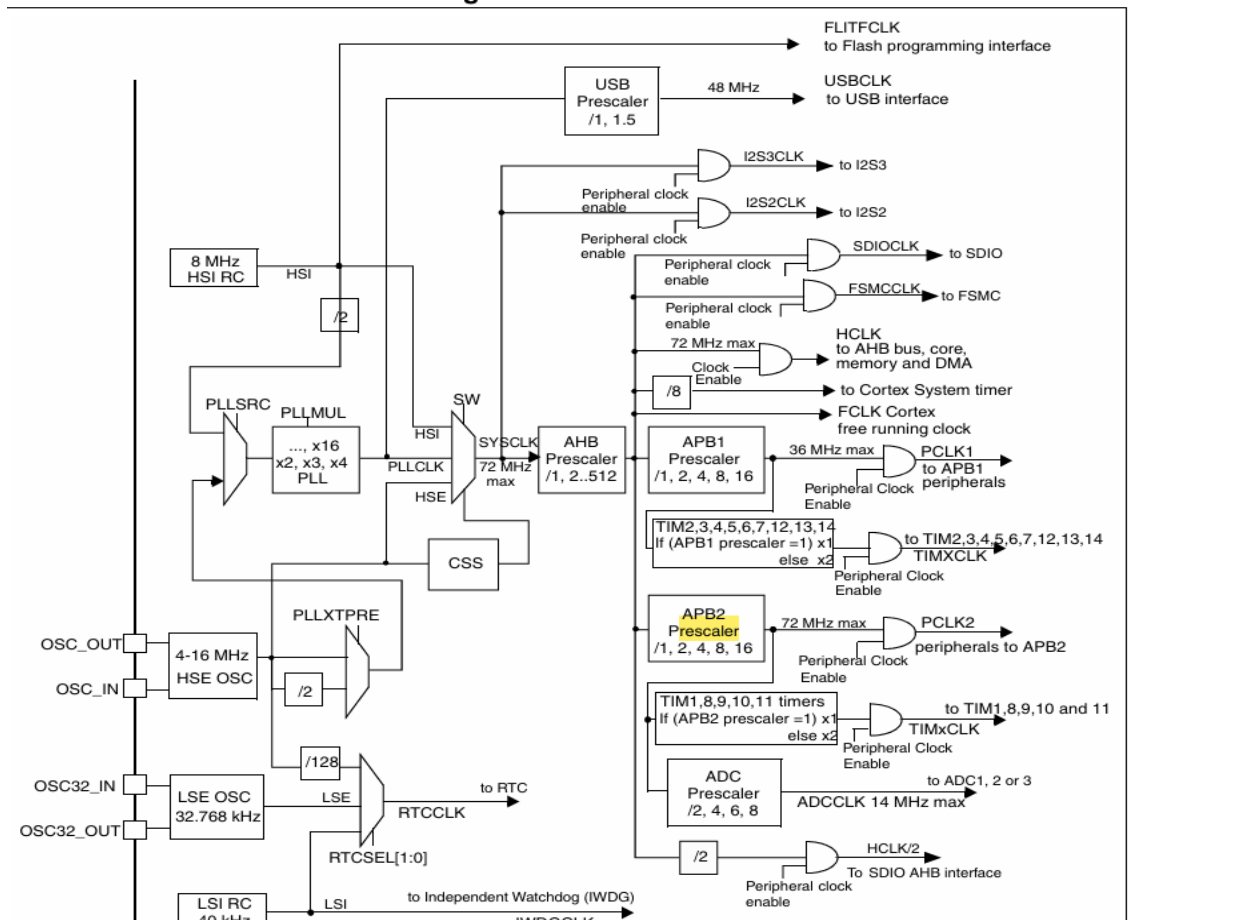 FLITFCLK
to Flash programming interface
USB
Prescaler
/1, 1.5
48 MHz
USBCLK
to USB interface
I2S3CLK
to I2S3
Peripheral clock
enable
I2S2CLK
to I2S2
Peripheral clock
enable
SDIOCLK
to SDIO
Peripheral clock
enable
FSMCCLK
to FSMC
Peripheral clock
enable
8 MHz
HSI RC
HSI
/2
HCLK
to AHB bus, core,
memory and DMA
72 MHz max
Clock
Enable
/8
to Cortex System timer
FCLK Cortex
free running clock
PLLSRC
PLLMUL
..., x16
x2, x3, x4
PLL
SW
HSI
PLLCLK
HSE
SYSCLK
72 MHz
max
AHB
Prescaler
/1, 2..512
APB1
Prescaler
/1, 2, 4, 8, 16
36 MHz max
PCLK1
to APB1
peripherals
Peripheral Clock
Enable
TIM2,3,4,5,6,7,12,13,14
If (APB1 prescaler =1) x1
else x2
to TIM2,3,4,5,6,7,12,13,14
TIMXCLK
Peripheral Clock
Enable
CSS
PLLXTPRE
OSC_OUT
OSC_IN
4-16 MHz
HSE OSC
/2
APB2
Prescaler
/1, 2, 4, 8, 16
72 MHz max
PCLK2
peripherals to APB2
Peripheral Clock
Enable
TIM1,8,9,10,11 timers
If (APB2 prescaler =1) x1
else x2
to TIM1,8,9,10 and 11
TIMxCLK
Peripheral Clock
Enable
ADC
Prescaler
/2, 4, 6, 8
to ADC1, 2 or 3
ADCCLK 14 MHz max
/128
OSC32_IN
OSC32_OUT
LSE OSC
32.768 kHz
LSE
to RTC
RTCCLK
RTCSEL[1:0]
/2
HCLK/2
To SDIO AHB interface
Peripheral clock
enable
LSI RC
LSI
to Independent Watchdog (IWDG)